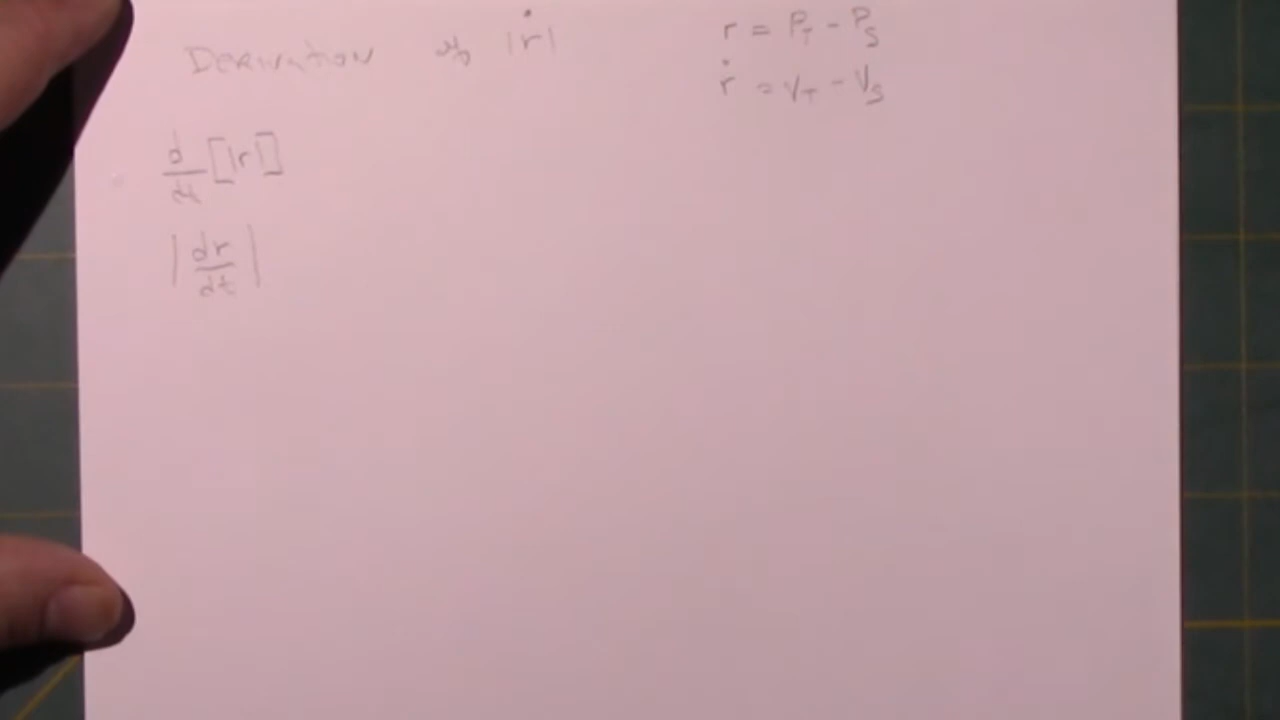 Derivation of |ṙ|
r = P_T - P_S
ṙ = V_T - V_S
d/dt [|r|]
|dr/dt|